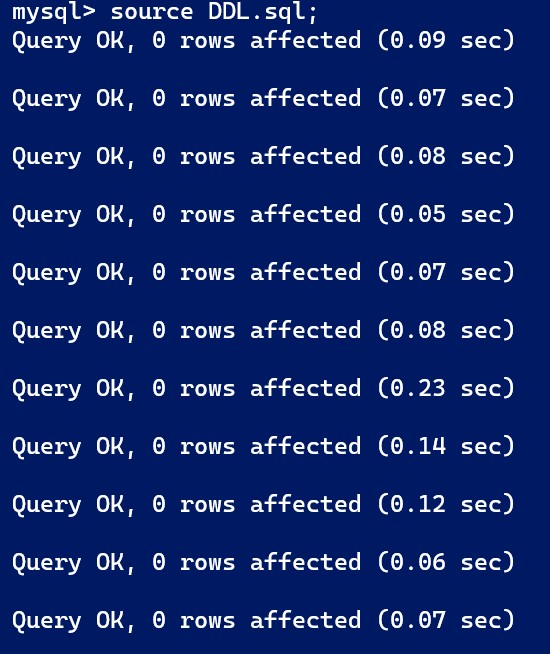 mysql> source DDL.sql;
Query OK, 0 rows affected (0.09 sec)
Query OK, 0 rows affected (0.07 sec)
Query OK, 0 rows affected (0.08 sec)
Query OK, 0 rows affected (0.05 sec)
Query OK, 0 rows affected (0.07 sec)
Query OK, 0 rows affected (0.08 sec)
Query OK, 0 rows affected (0.23 sec)
Query OK, 0 rows affected (0.14 sec)
Query OK, 0 rows affected (0.12 sec)
Query OK, 0 rows affected (0.06 sec)
Query OK, 0 rows affected (0.07 sec)